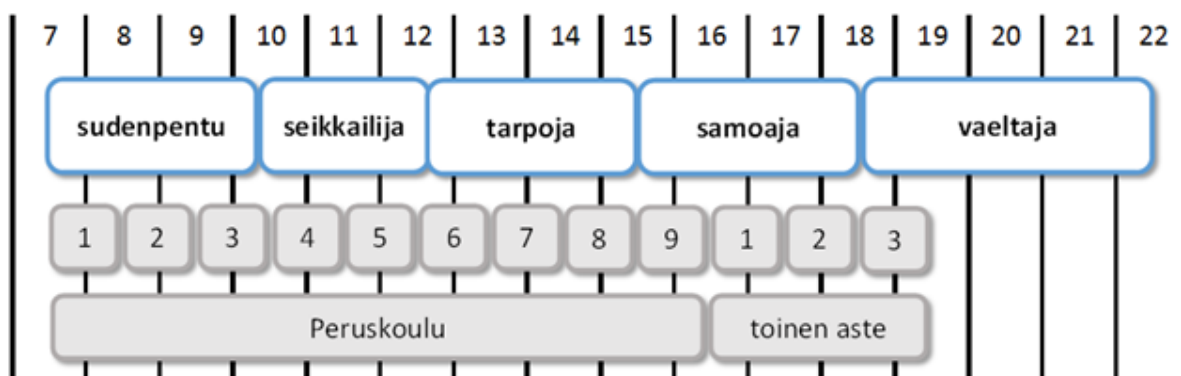 7 8 9 10 11 12 13 14 15 16 17 18 19 20 21 22
sudenpentu seikkailija tarpoja samoaja vaeltaja
1 2 3 4 5 6 7 8 9 1 2 3
Peruskoulu toinen aste